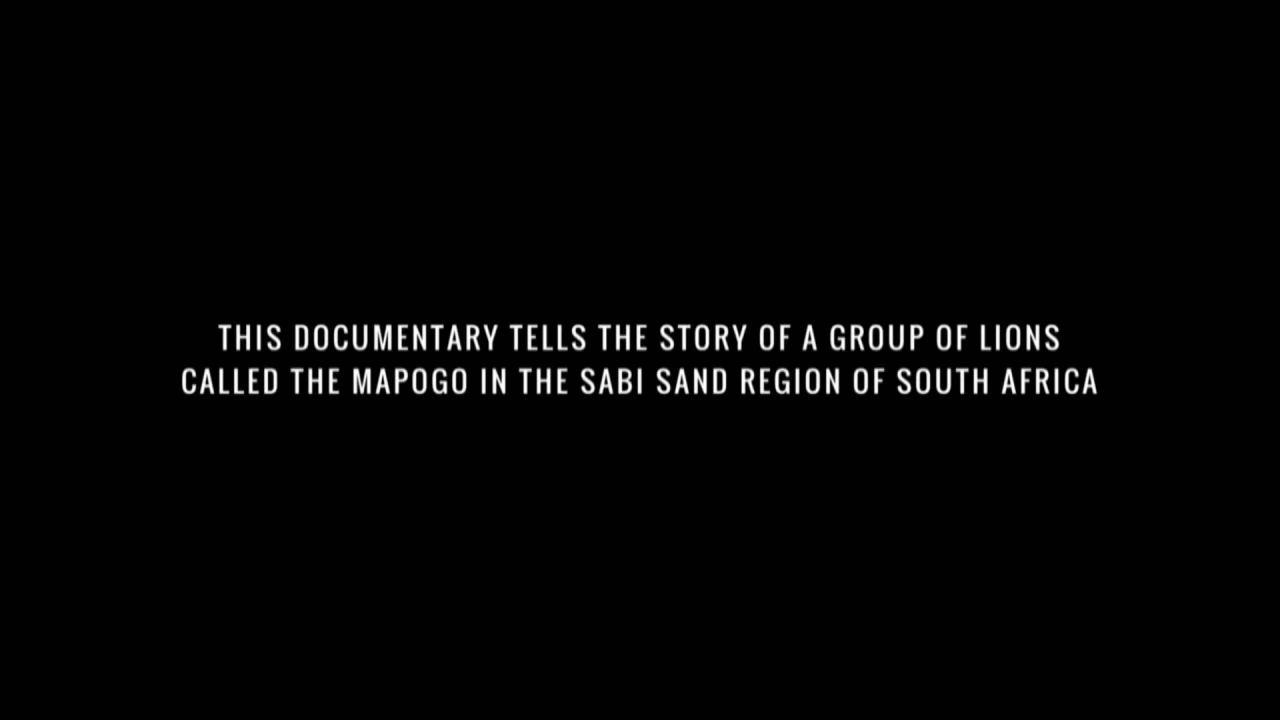 THIS DOCUMENTARY TELLS THE STORY OF A GROUP OF LIONS
CALLED THE MAPOGO IN THE SABI SAND REGION OF SOUTH AFRICA